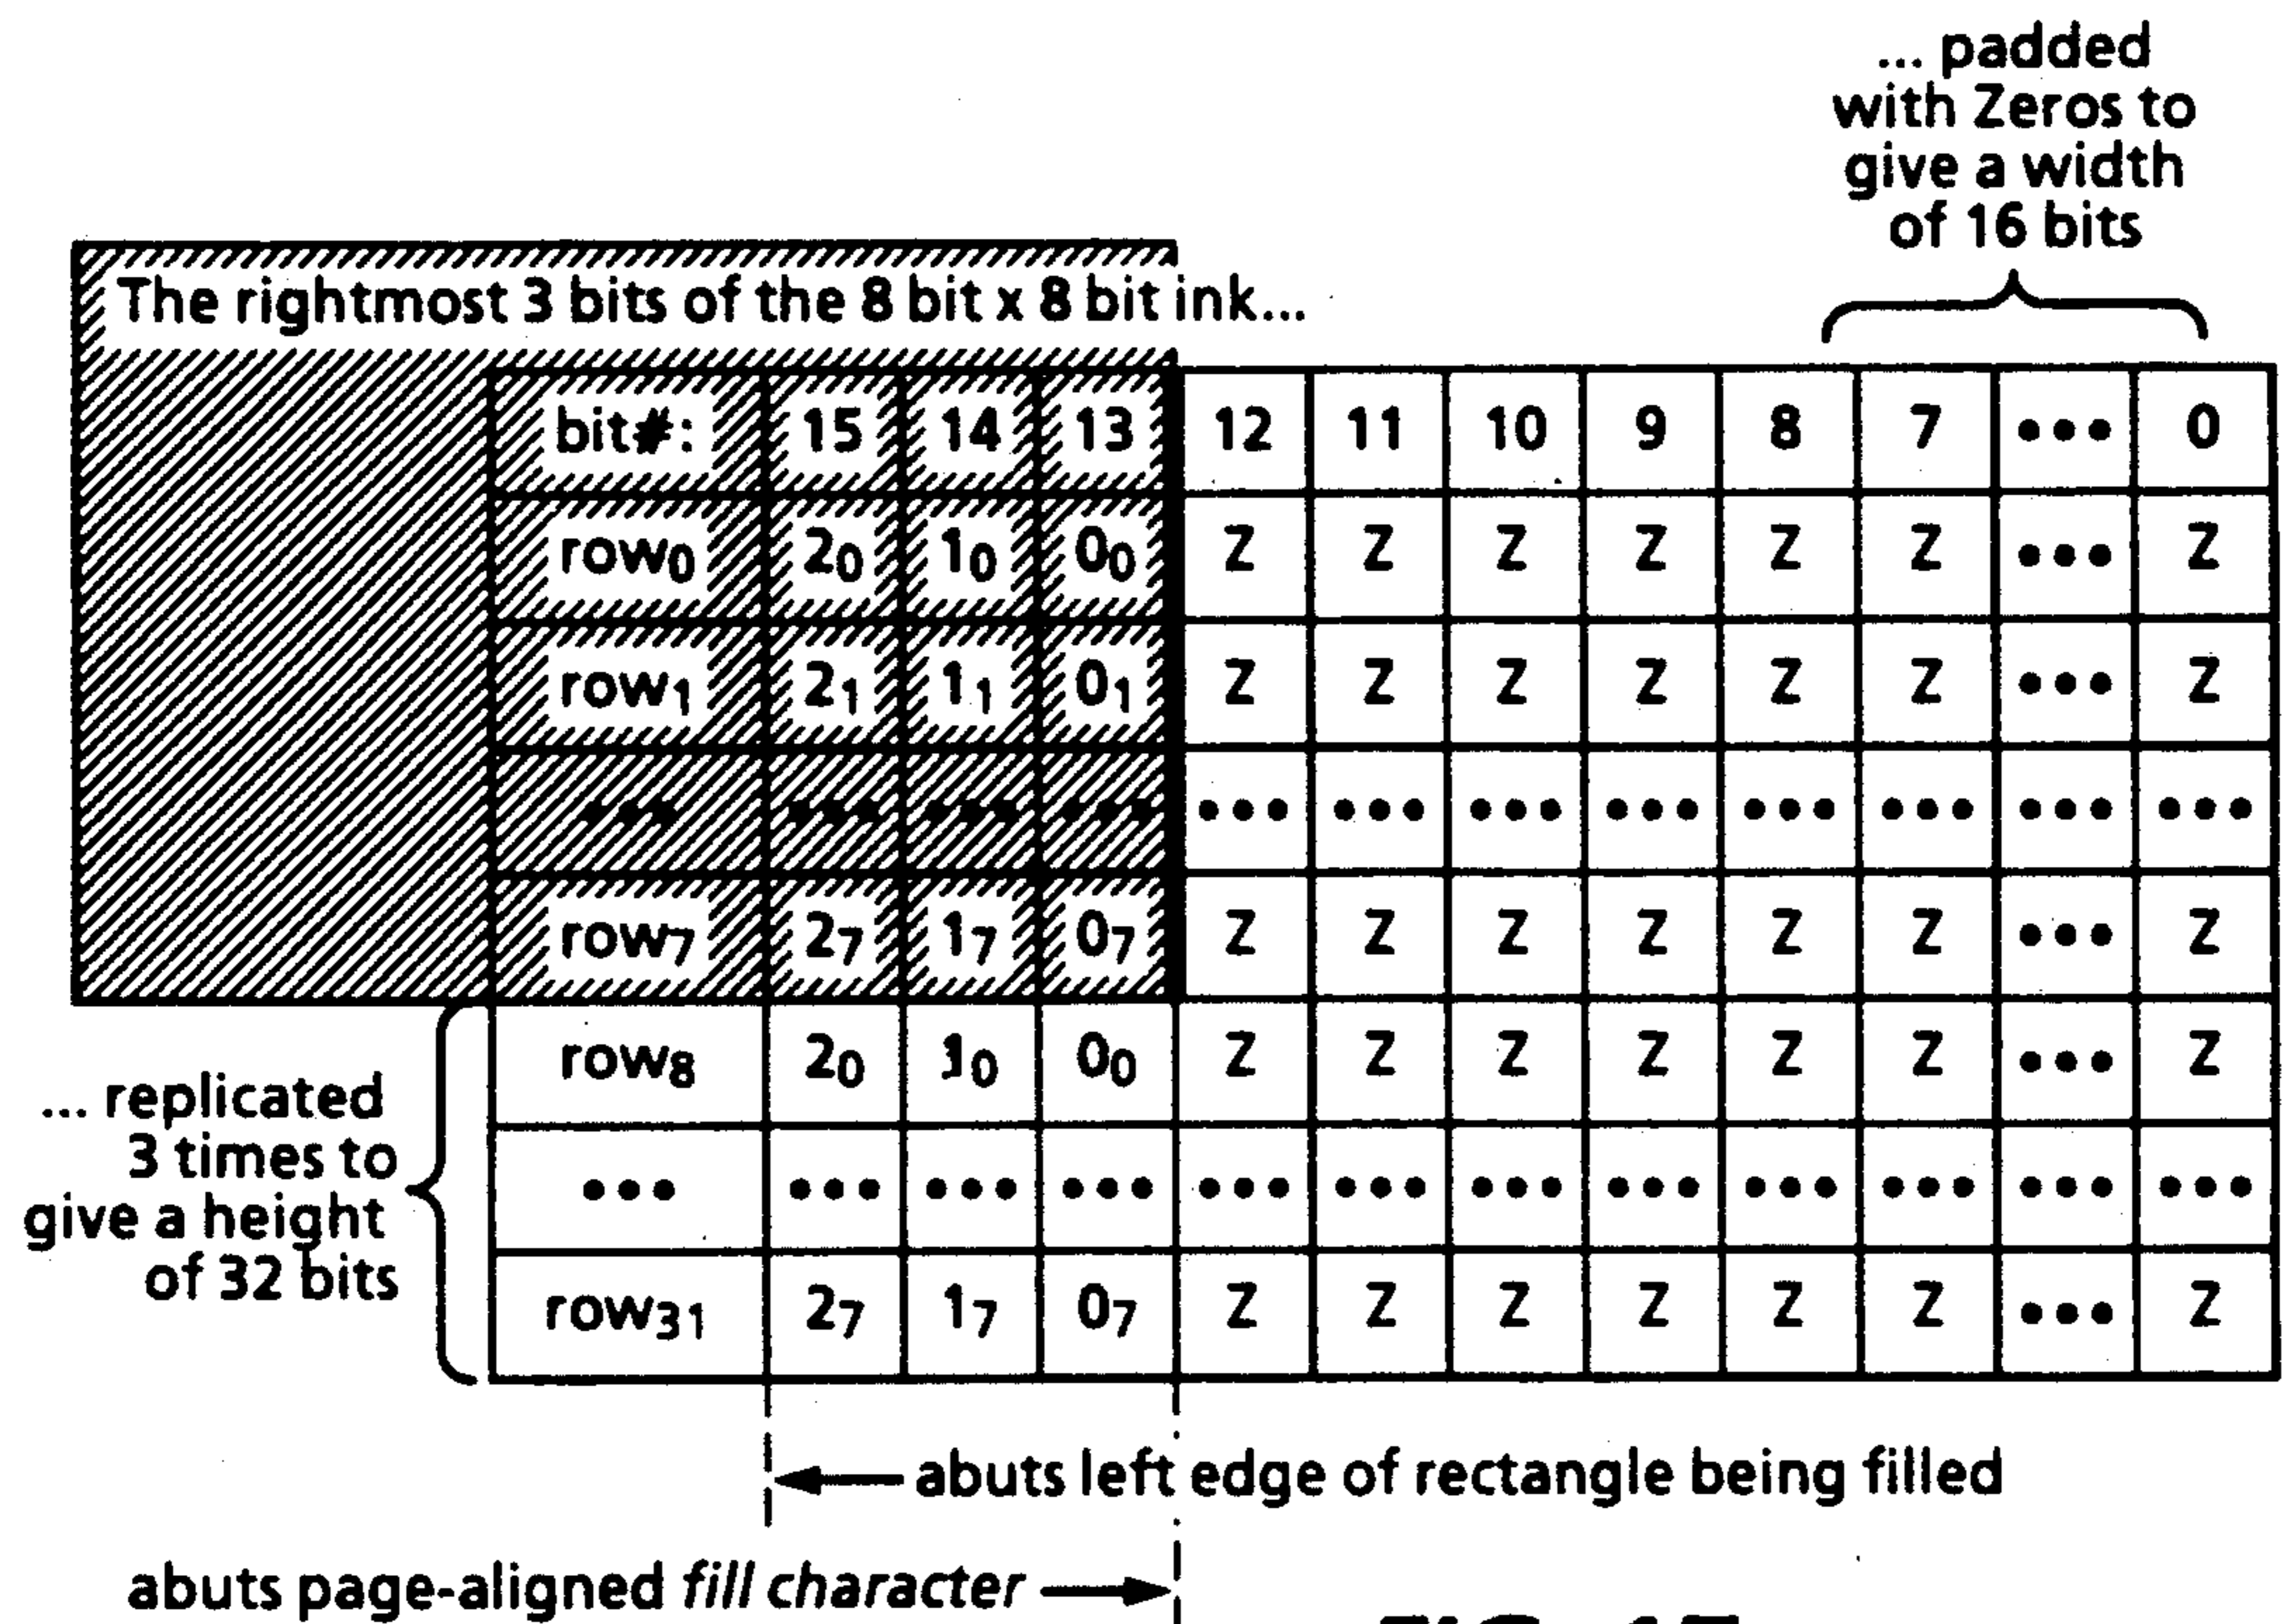 ... padded
with Zeros to
give a width
of 16 bits
The rightmost 3 bits of the 8 bit x 8 bit ink...
bit#: 15 14 13 12 11 10 9 8 7 ••• 0
row0 20 10 00 Z Z Z Z Z Z ••• Z
row1 21 11 01 Z Z Z Z Z Z ••• Z
••• ••• ••• ••• ••• ••• ••• ••• ••• ••• ••• •••
row7 27 17 07 Z Z Z Z Z Z ••• Z
row8 20 10 00 Z Z Z Z Z Z ••• Z
... replicated
3 times to
give a height
of 32 bits
••• ••• ••• ••• ••• ••• ••• ••• ••• ••• ••• •••
row31 27 17 07 Z Z Z Z Z Z ••• Z
abuts left edge of rectangle being filled
abuts page-aligned fill character